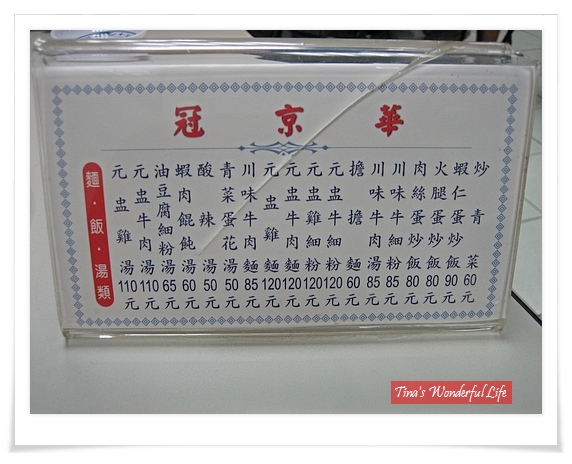 華京冠
炒青菜60元
蝦仁蛋炒飯90元
火腿蛋炒飯80元
肉絲蛋炒飯80元
川味牛細粉85元
川味牛肉湯85元
擔擔麵60元
元盅牛細粉120元
元盅雞細粉120元
元盅牛肉麵120元
元盅雞麵120元
川味牛肉麵85元
青菜蛋花湯50元
酸辣湯50元
蝦肉餛飩湯60元
油豆腐細粉湯65元
元盅牛肉湯110元
元盅雞湯110元
麵・飯・湯類
Tina's Wonderful Life